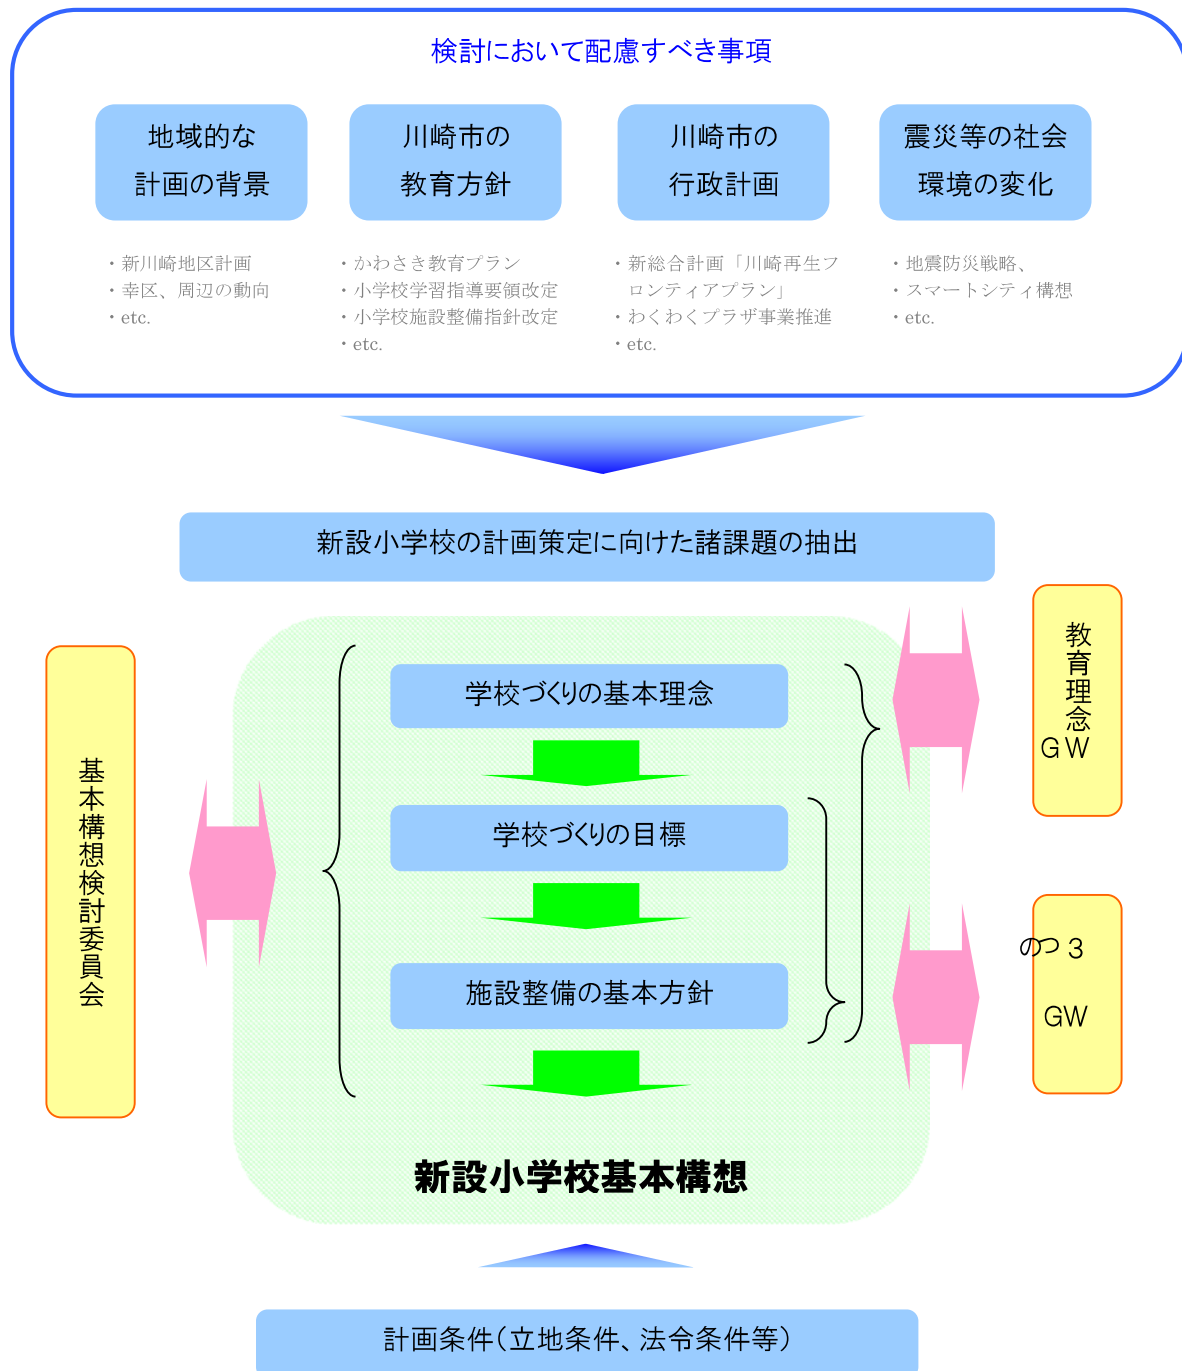 検討において配慮すべき事項
地域的な
計画の背景
川崎市の
教育方針
川崎市の
行政計画
震災等の社会
環境の変化
・新川崎地区計画
・幸区、周辺の動向
・etc.
・かわさき教育プラン
・小学校学習指導要領改定
・小学校施設整備指針改定
・etc.
・新総合計画「川崎再生フ
ロンティアプラン」
・わくわくプラザ事業推進
・etc.
・地震防災戦略、
・スマートシティ構想
・etc.
新設小学校の計画策定に向けた諸課題の抽出
基本構想検討委員会
学校づくりの基本理念
学校づくりの目標
施設整備の基本方針
新設小学校基本構想
教育理念
GW
3つの
GW
計画条件（立地条件、法令条件等）